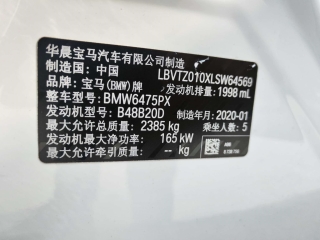 华晨宝马汽车有限公司制造
制造国：中国 LBVTZ010XLSW64569
品牌：宝马(BMW)牌 发动机排量：1998 mL
整车型号：BMW6475PX
发动机型号：B48B20D 制造年月：2020-01
最大允许总质量：2385 kg 乘坐人数：5
发动机最大净功率：165 kW
最大允许牵引质量：-- kg